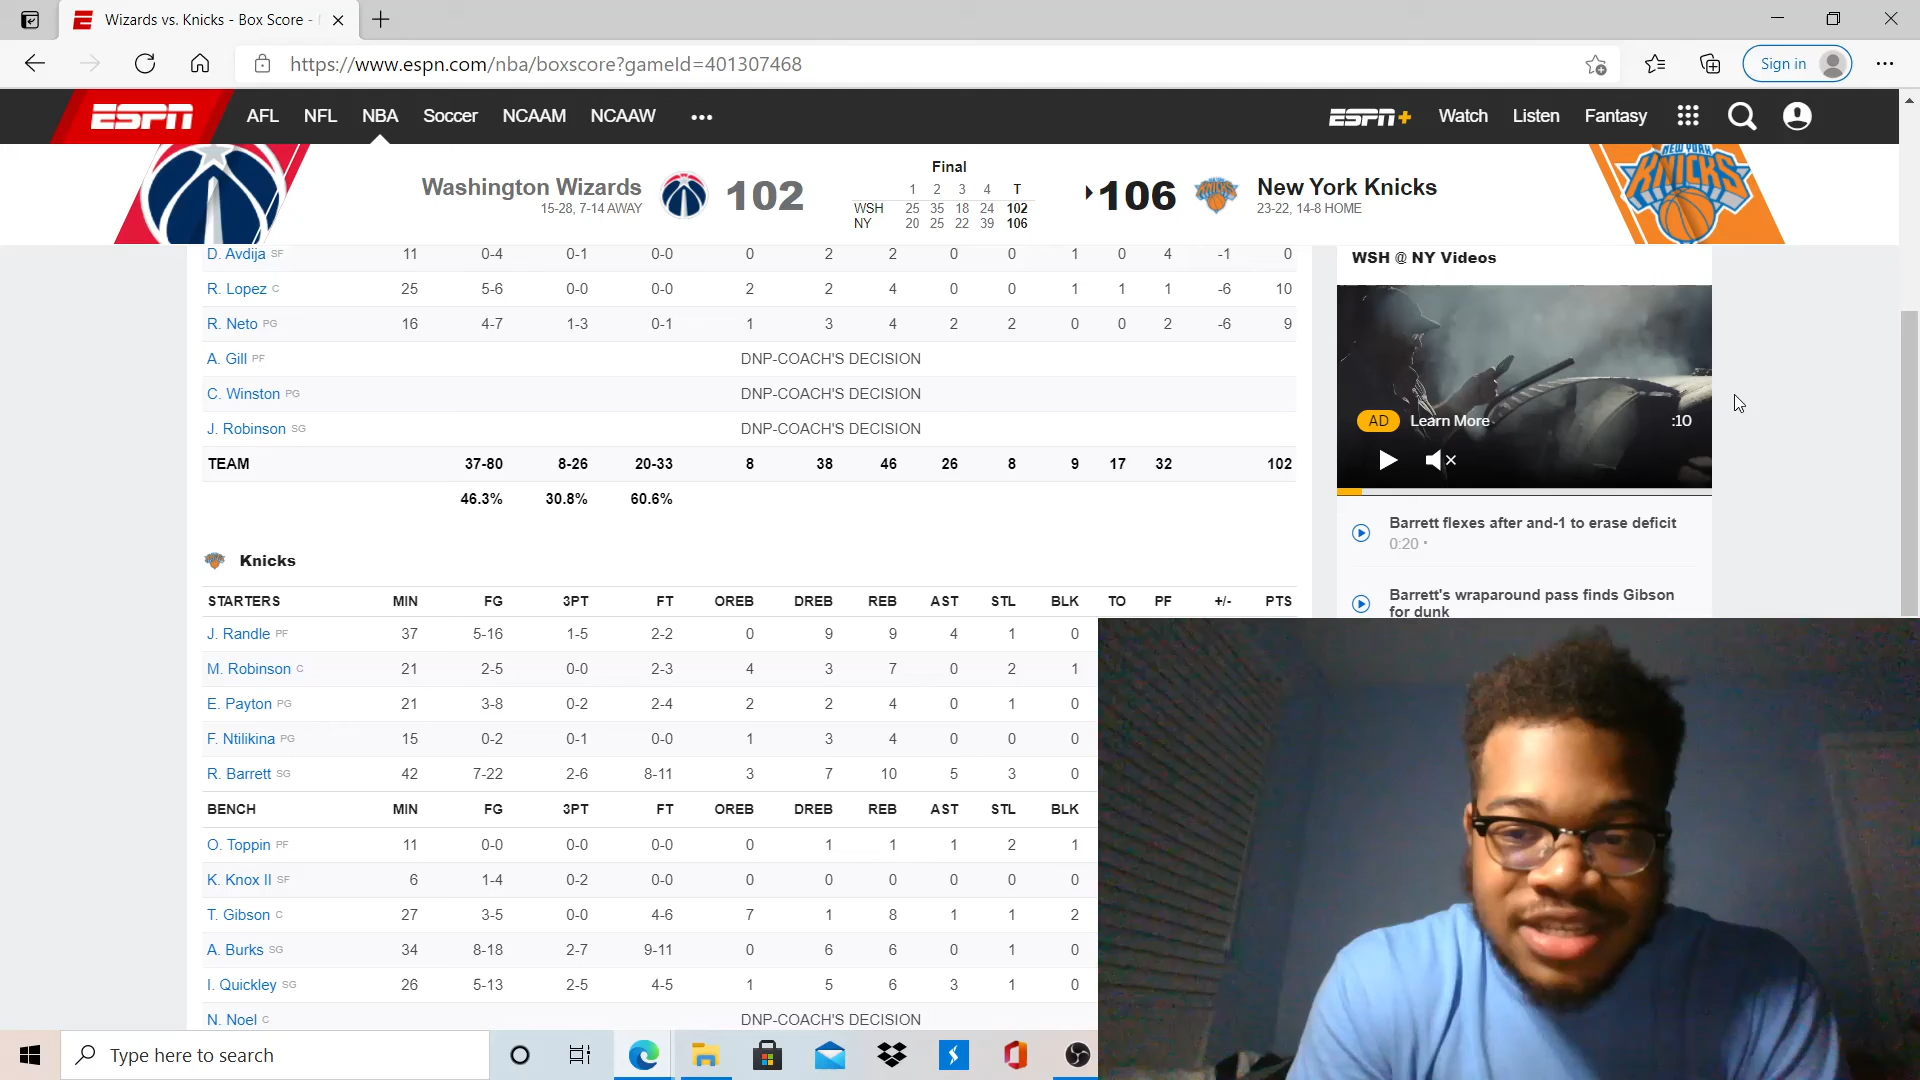 Wizards vs. Knicks - Box Score -
https://www.espn.com/nba/boxscore?gameId=401307468
Sign in
ESPN
AFL NFL NBA Soccer NCAAM NCAAW
ESPN+ Watch Listen Fantasy
Washington Wizards
15-28, 7-14 AWAY
102
Final
1 2 3 4 T
WSH 25 35 18 24 102
NY 20 25 22 39 106
106
NEW YORK
KNICKS
New York Knicks
23-22, 14-8 HOME
D. Avdija SF 11 0-4 0-1 0-0 0 2 2 0 0 1 0 4 -1 0
R. Lopez C 25 5-6 0-0 0-0 2 2 4 0 0 1 1 1 -6 10
R. Neto PG 16 4-7 1-3 0-1 1 3 4 2 2 0 0 2 -6 9
A. Gill PF DNP-COACH'S DECISION
C. Winston PG DNP-COACH'S DECISION
J. Robinson SG DNP-COACH'S DECISION
TEAM 37-80 8-26 20-33 8 38 46 26 8 9 17 32 102
46.3% 30.8% 60.6%
Knicks
STARTERS MIN FG 3PT FT OREB DREB REB AST STL BLK TO PF +/- PTS
J. Randle PF 37 5-16 1-5 2-2 0 9 9 4 1 0
M. Robinson C 21 2-5 0-0 2-3 4 3 7 0 2 1
E. Payton PG 21 3-8 0-2 2-4 2 2 4 0 1 0
F. Ntilikina PG 15 0-2 0-1 0-0 1 3 4 0 0 0
R. Barrett SG 42 7-22 2-6 8-11 3 7 10 5 3 0
BENCH MIN FG 3PT FT OREB DREB REB AST STL BLK
O. Toppin PF 11 0-0 0-0 0-0 0 1 1 1 2 1
K. Knox II SF 6 1-4 0-2 0-0 0 0 0 0 0 0
T. Gibson C 27 3-5 0-0 4-6 7 1 8 1 1 2
A. Burks SG 34 8-18 2-7 9-11 0 6 6 0 1 0
I. Quickley SG 26 5-13 2-5 4-5 1 5 6 3 1 0
N. Noel C DNP-COACH'S DECISION
WSH @ NY Videos
AD Learn More :10
Barrett flexes after and-1 to erase deficit
0:20 •
Barrett's wraparound pass finds Gibson
for dunk
Type here to search